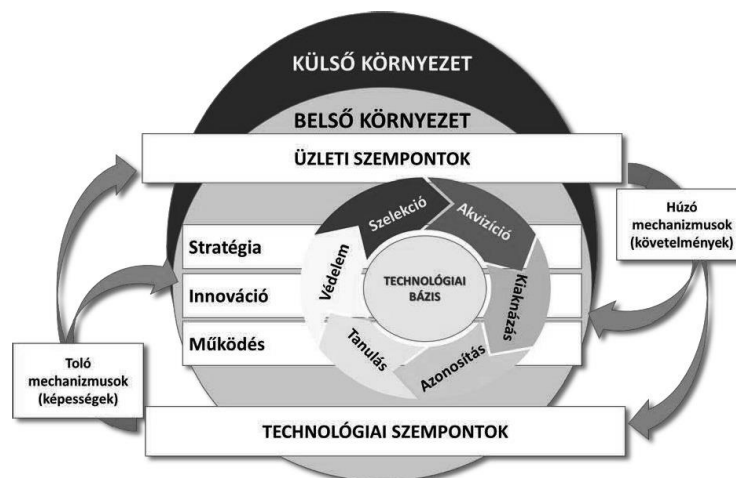 KÜLSŐ KÖRNYEZET
BELSŐ KÖRNYEZET
ÜZLETI SZEMPONTOK
Húzó
mechanizmusok
(követelmények)
Szelekció
Akvizíció
Kiaknázás
Azonosítás
Tanulás
Védelem
TECHNOLÓGIAI
BÁZIS
Stratégia
Innováció
Működés
Toló
mechanizmusok
(képességek)
TECHNOLÓGIAI SZEMPONTOK